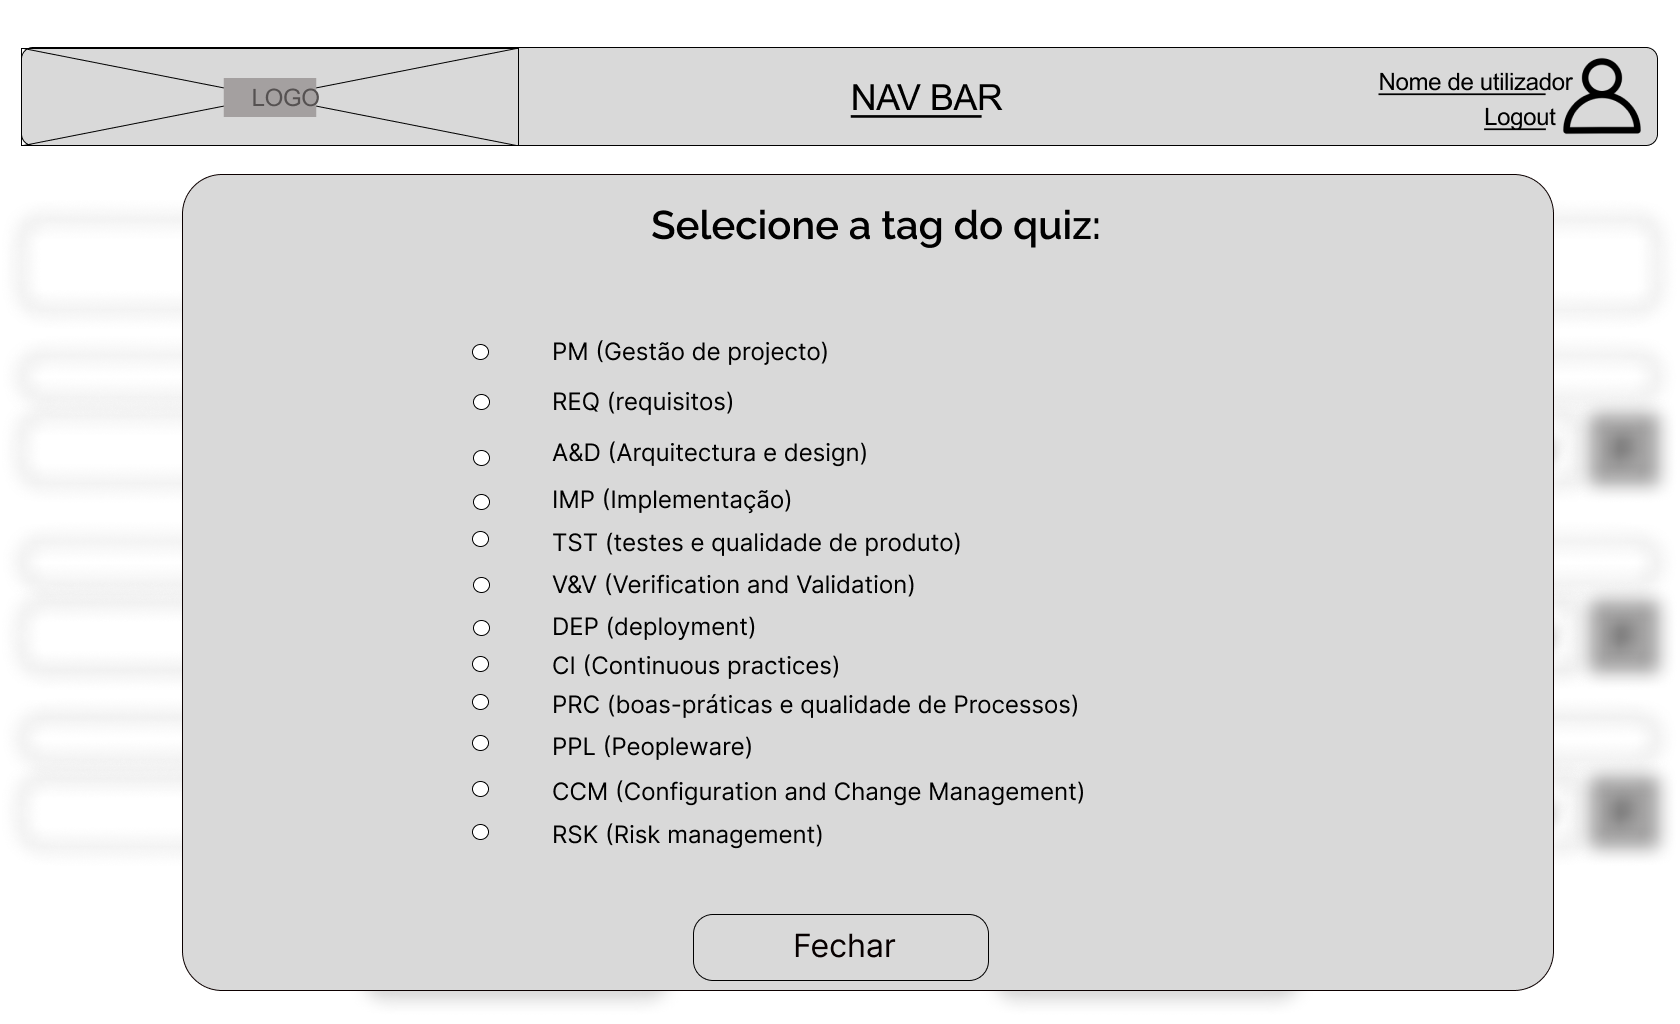 LOGO
NAV BAR
Nome de utilizador
Logout
Selecione a tag do quiz:
PM (Gestão de projecto)
REQ (requisitos)
A&D (Arquitectura e design)
IMP (Implementação)
TST (testes e qualidade de produto)
V&V (Verification and Validation)
DEP (deployment)
CI (Continuous practices)
PRC (boas-práticas e qualidade de Processos)
PPL (Peopleware)
CCM (Configuration and Change Management)
RSK (Risk management)
Fechar